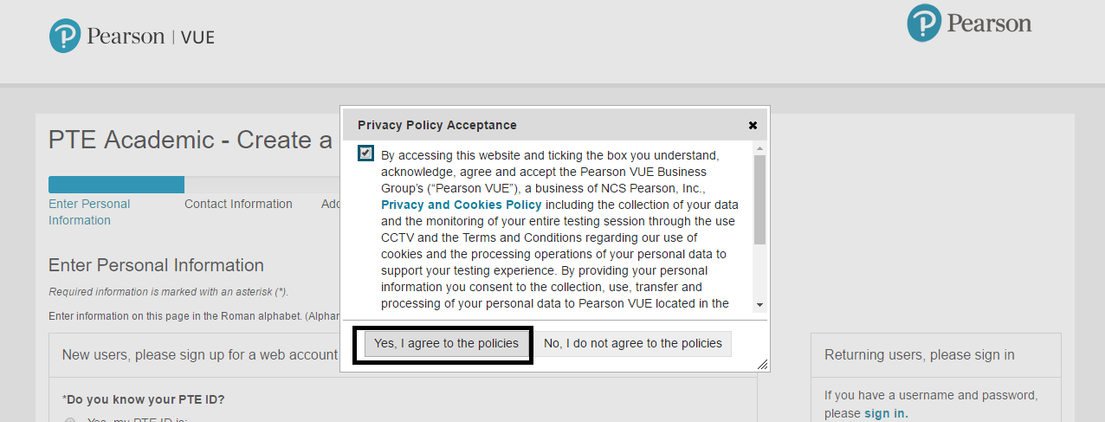 Pearson | VUE
Pearson
PTE Academic - Create a
Enter Personal Information
Contact Information
Privacy Policy Acceptance
By accessing this website and ticking the box you understand,
acknowledge, agree and accept the Pearson VUE Business
Group's (“Pearson VUE”), a business of NCS Pearson, Inc.,
Privacy and Cookies Policy including the collection of your data
and the monitoring of your entire testing session through the use
CCTV and the Terms and Conditions regarding our use of
cookies and the processing operations of your personal data to
support your testing experience. By providing your personal
information you consent to the collection, use, transfer and
processing of your personal data to Pearson VUE located in the
Yes, I agree to the policies
No, I do not agree to the policies
Enter Personal Information
Required information is marked with an asterisk (*).
Enter information on this page in the Roman alphabet.
New users, please sign up for a web account
*Do you know your PTE ID?
Yes, my PTE ID is:
Returning users, please sign in
If you have a username and password,
please sign in.